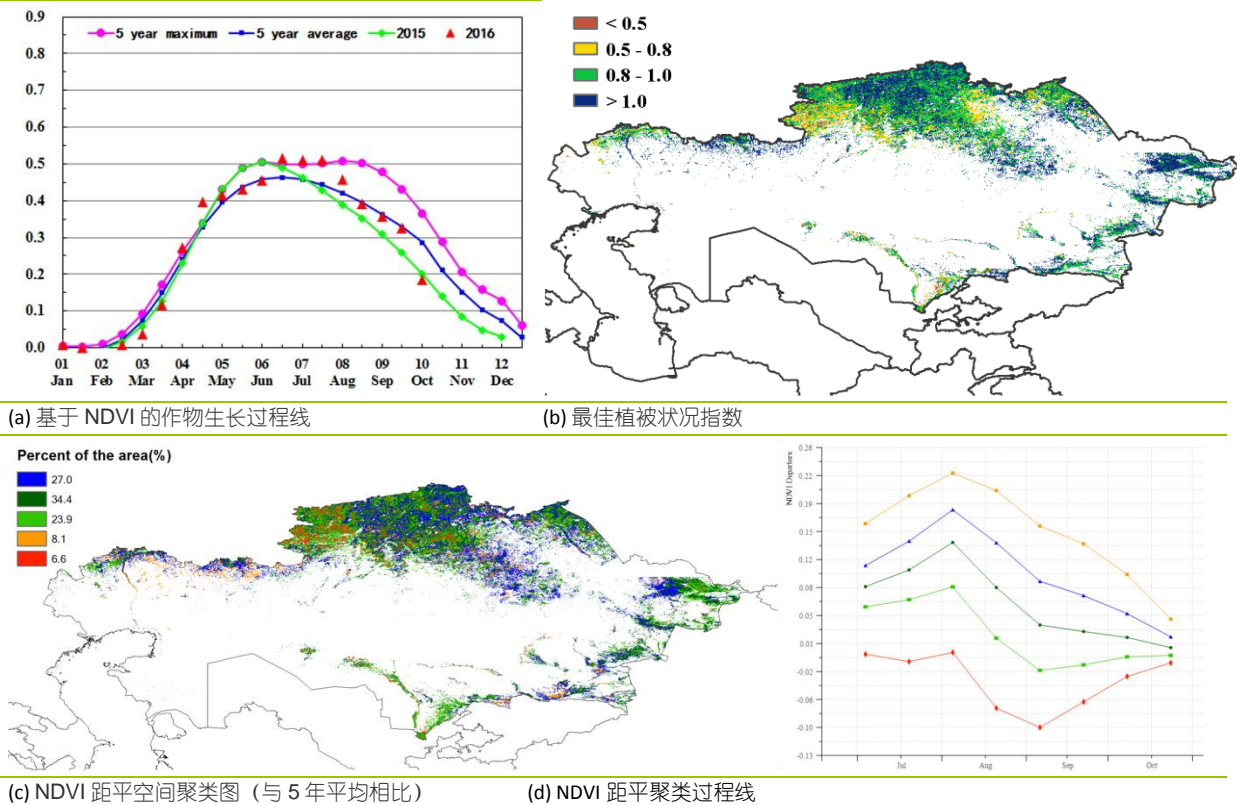 0.9
5 year maximum 5 year average 2015 2016
0.8
0.7
0.6
0.5
0.4
0.3
0.2
0.1
0.0
01 02 03 04 05 06 07 08 09 10 11 12
Jan Feb Mar Apr May Jun Jul Aug Sep Oct Nov Dec
< 0.5
0.5 - 0.8
0.8 - 1.0
> 1.0
(a) 基于 NDVI 的作物生长过程线
(b) 最佳植被状况指数
Percent of the area(%)
27.0
34.4
23.9
8.1
6.6
NDVI Departure
0.26
0.22
0.19
0.15
0.12
0.08
0.05
0.01
-0.02
-0.06
-0.10
-0.13
Jul Aug Sep Oct
(c) NDVI 距平空间聚类图（与 5 年平均相比）
(d) NDVI 距平聚类过程线